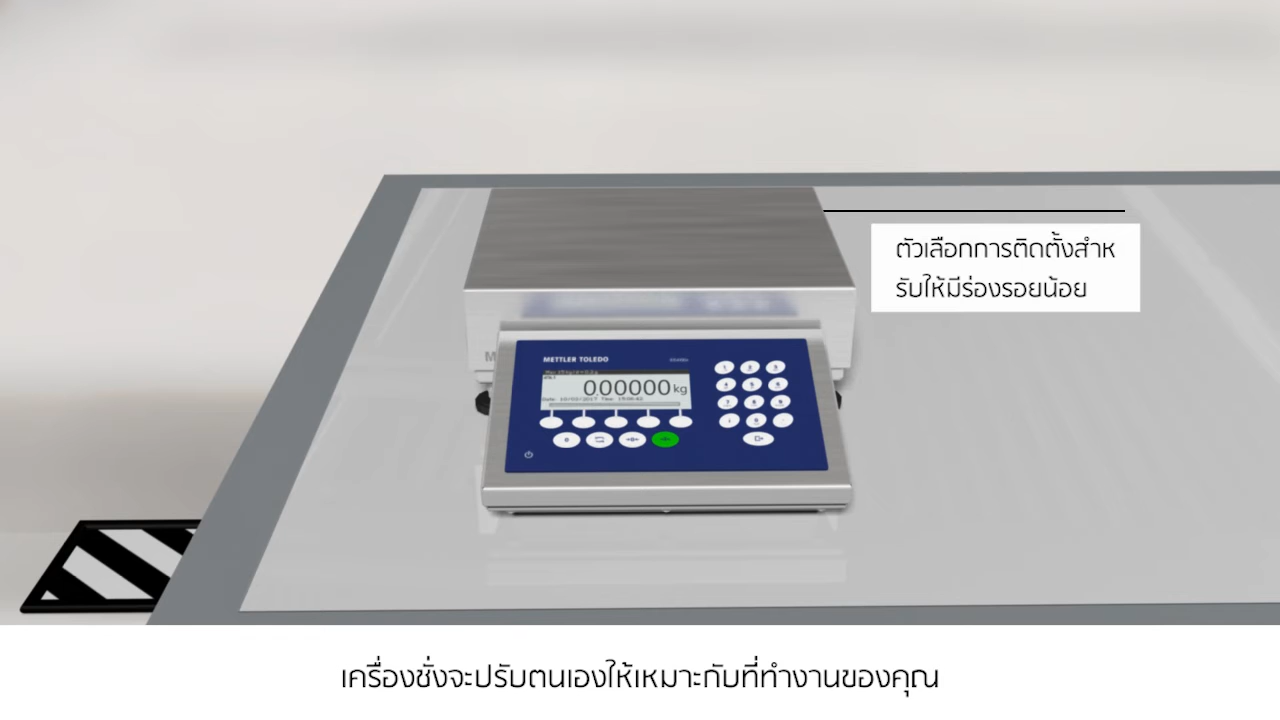 ตัวเลือกการติดตั้งสำห
รับให้มีร่องรอยน้อย
METTLER TOLEDO
000000 kg
เครื่องชั่งจะปรับตนเองให้เหมาะกับที่ทำงานของคุณ